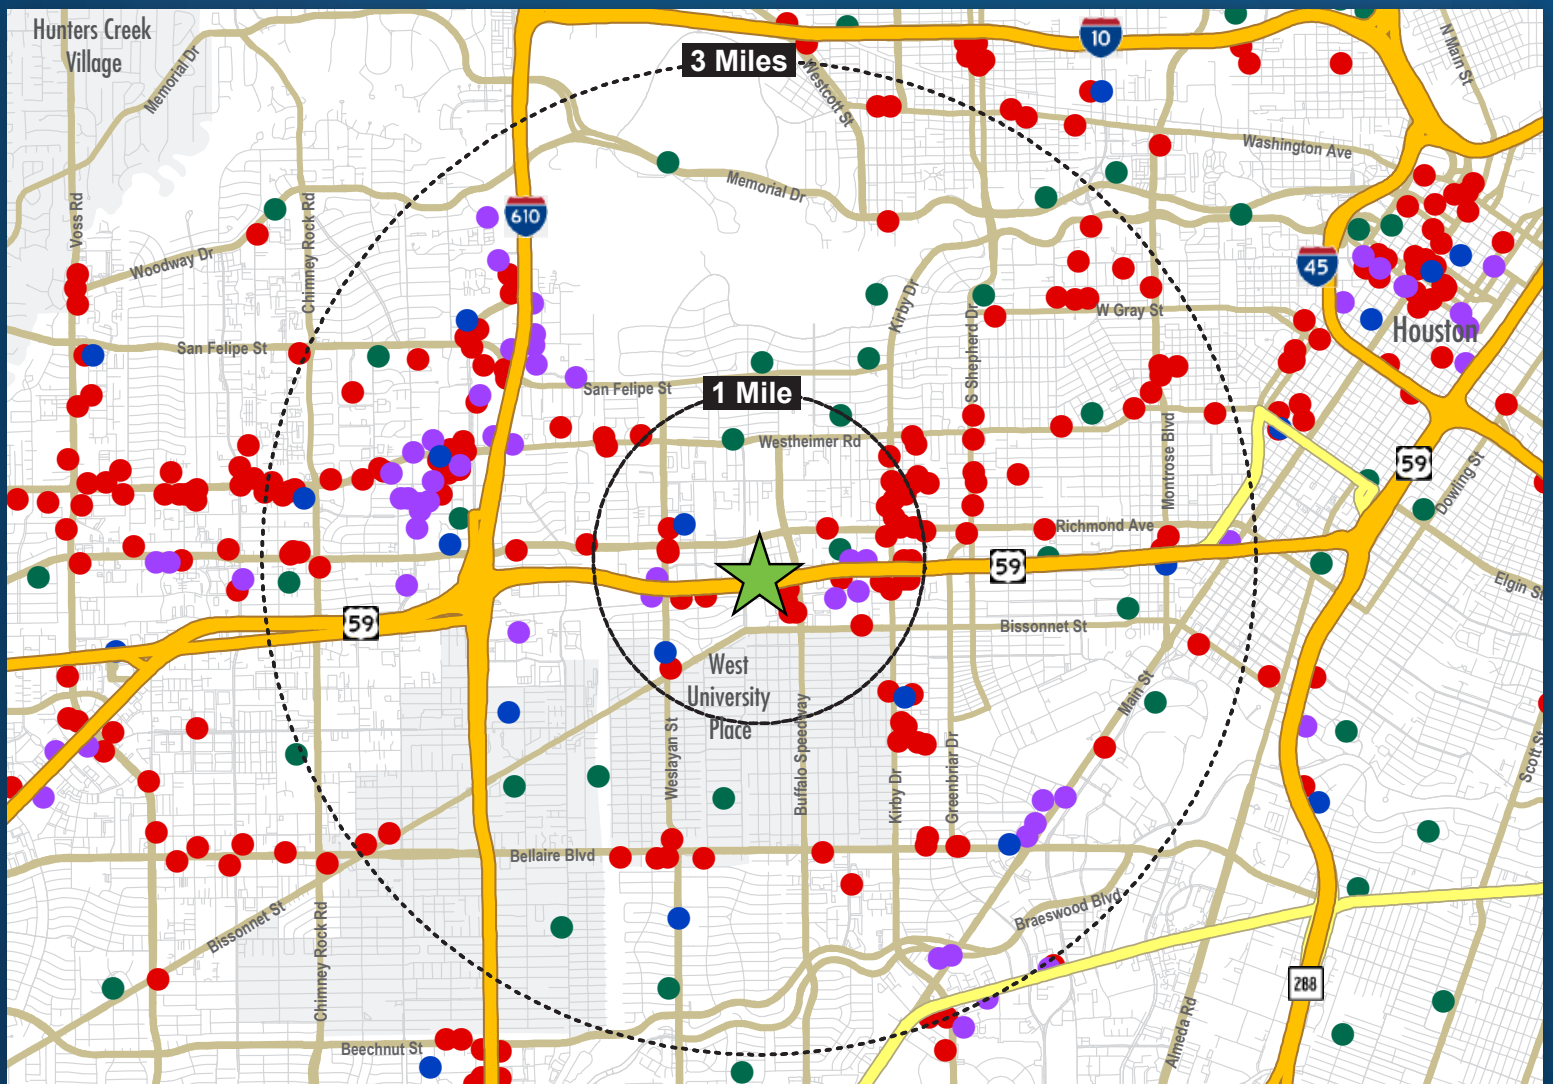 Hunters Creek
Village
Memorial Dr
3 Miles
Westcott St
10
N Main St
Washington Ave
Memorial Dr
610
Voss Rd
Woodway Dr
Chimney Rock Rd
Kirby Dr
S Shepherd Dr
W Gray St
45
Houston
San Felipe St
San Felipe St
1 Mile
Westheimer Rd
Montrose Blvd
59
Dowling St
Richmond Ave
59
Elgin St
59
Bissonnet St
West
University
Place
Main St
Weslayan St
Buffalo Speedway
Kirby Dr
Greenbriar Dr
Scott St
Bellaire Blvd
Bissonnet St
Chimney Rock Rd
Braeswood Blvd
288
Almeda Rd
Beechnut St